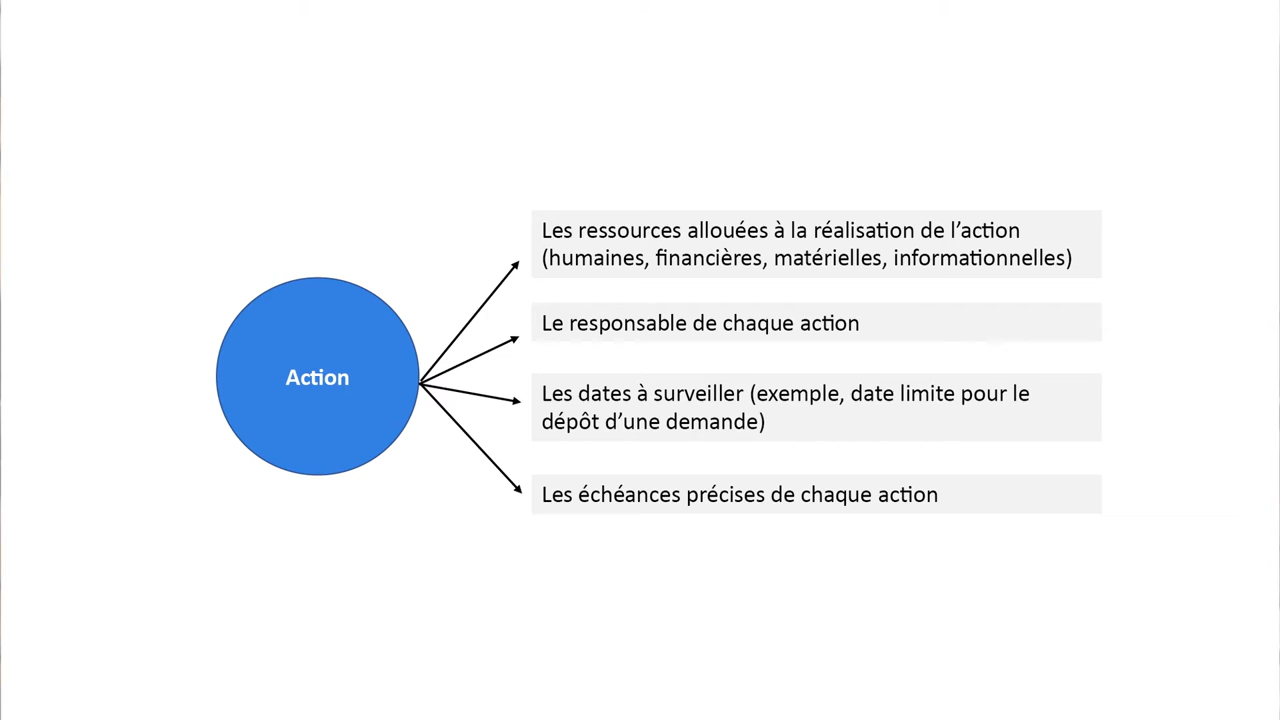 Les ressources allouées à la réalisation de l’action
(humaines, financières, matérielles, informationnelles)
Action
Le responsable de chaque action
Les dates à surveiller (exemple, date limite pour le
dépôt d’une demande)
Les échéances précises de chaque action